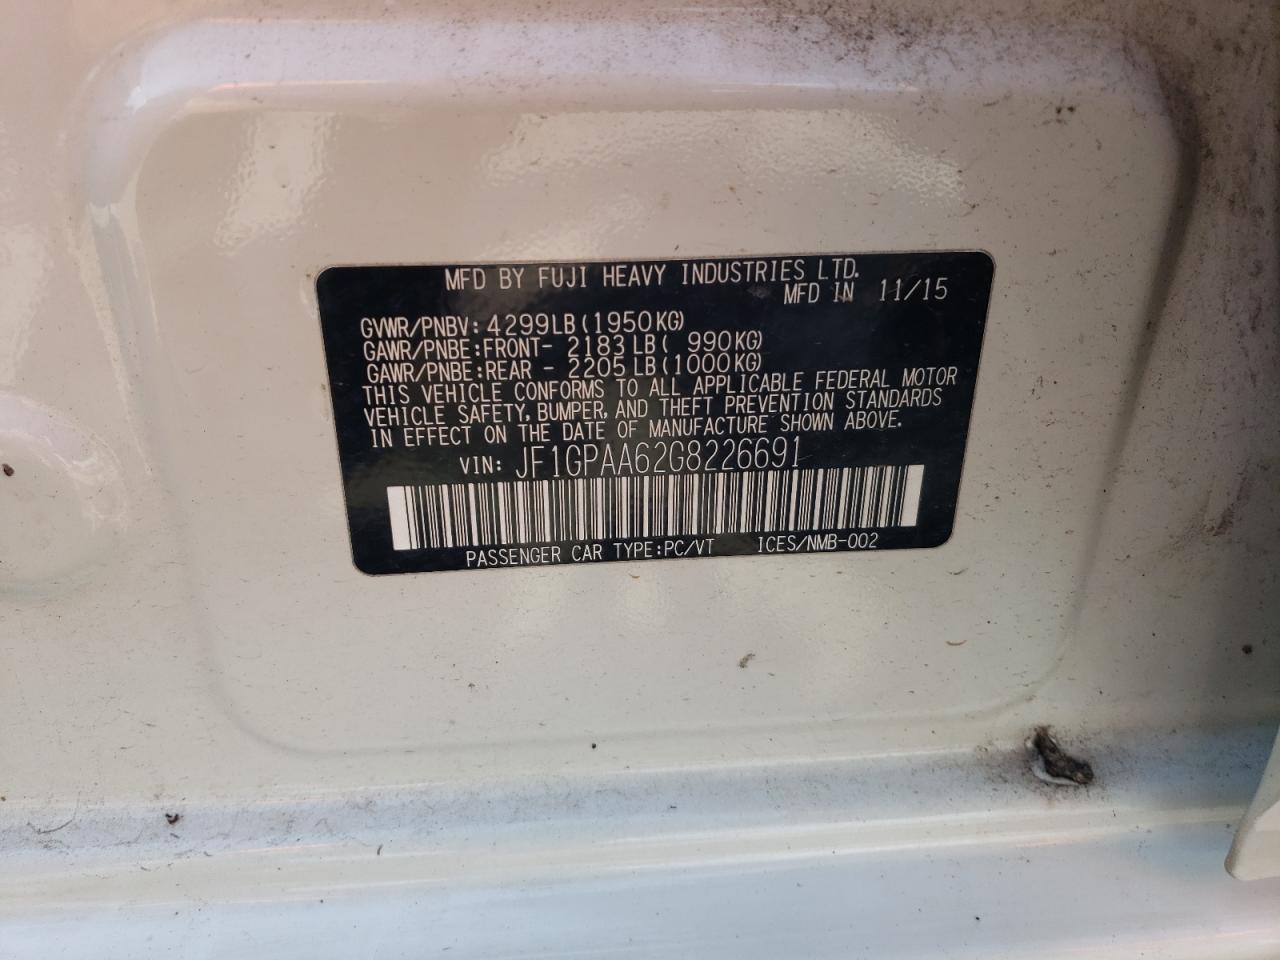 MFD BY FUJI HEAVY INDUSTRIES LTD.
MFD IN 11/15
GVWR/PNBV: 4299LB(1950KG)
GAWR/PNBE:FRONT- 2183LB( 990KG)
GAWR/PNBE:REAR - 2205LB(1000KG)
THIS VEHICLE CONFORMS TO ALL APPLICABLE FEDERAL MOTOR
VEHICLE SAFETY, BUMPER, AND THEFT PREVENTION STANDARDS
IN EFFECT ON THE DATE OF MANUFACTURE SHOWN ABOVE.
VIN: JF1GPAA62G8226691
PASSENGER CAR TYPE:PC/VT ICES/NMB-002